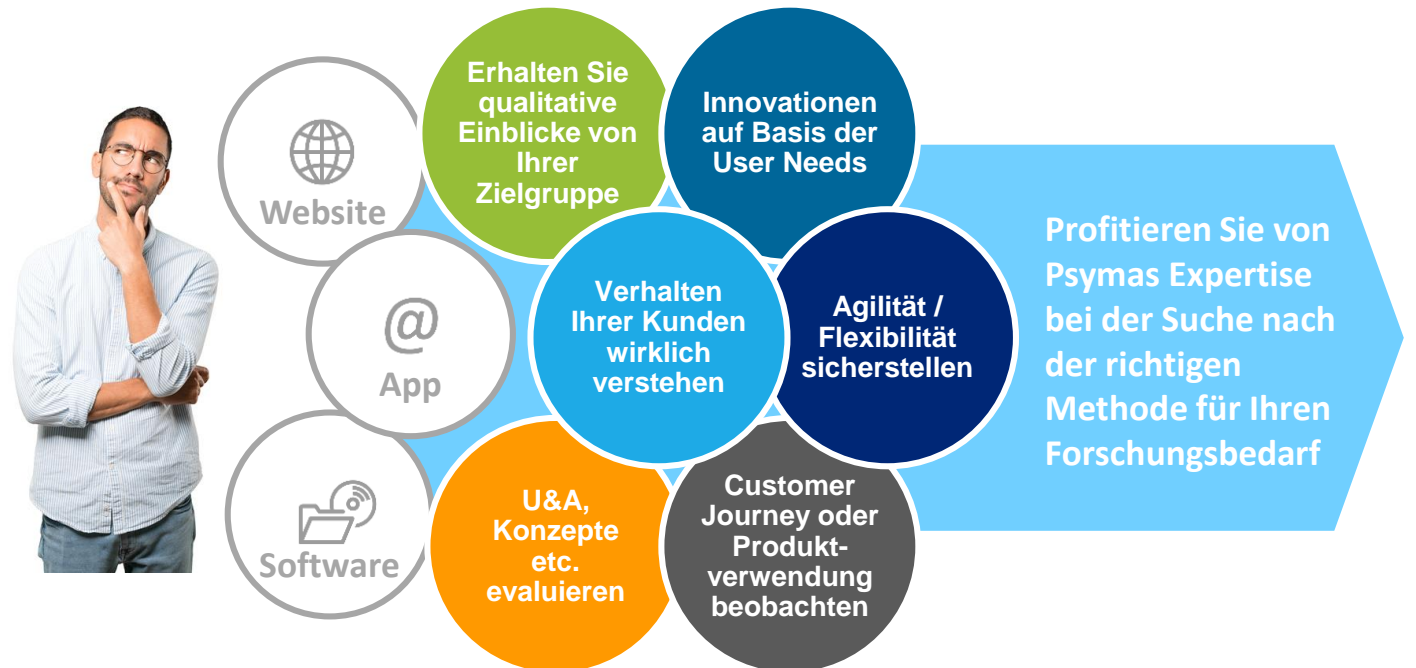 Website
@
App
Software
Erhalten Sie
qualitative
Einblicke von
Ihrer
Zielgruppe
Innovationen
auf Basis der
User Needs
Verhalten
Ihrer Kunden
wirklich
verstehen
Agilität /
Flexibilität
sicherstellen
U&A,
Konzepte
etc.
evaluieren
Customer
Journey oder
Produkt-
verwendung
beobachten
Profitieren Sie von
Psymas Expertise
bei der Suche nach
der richtigen
Methode für Ihren
Forschungsbedarf